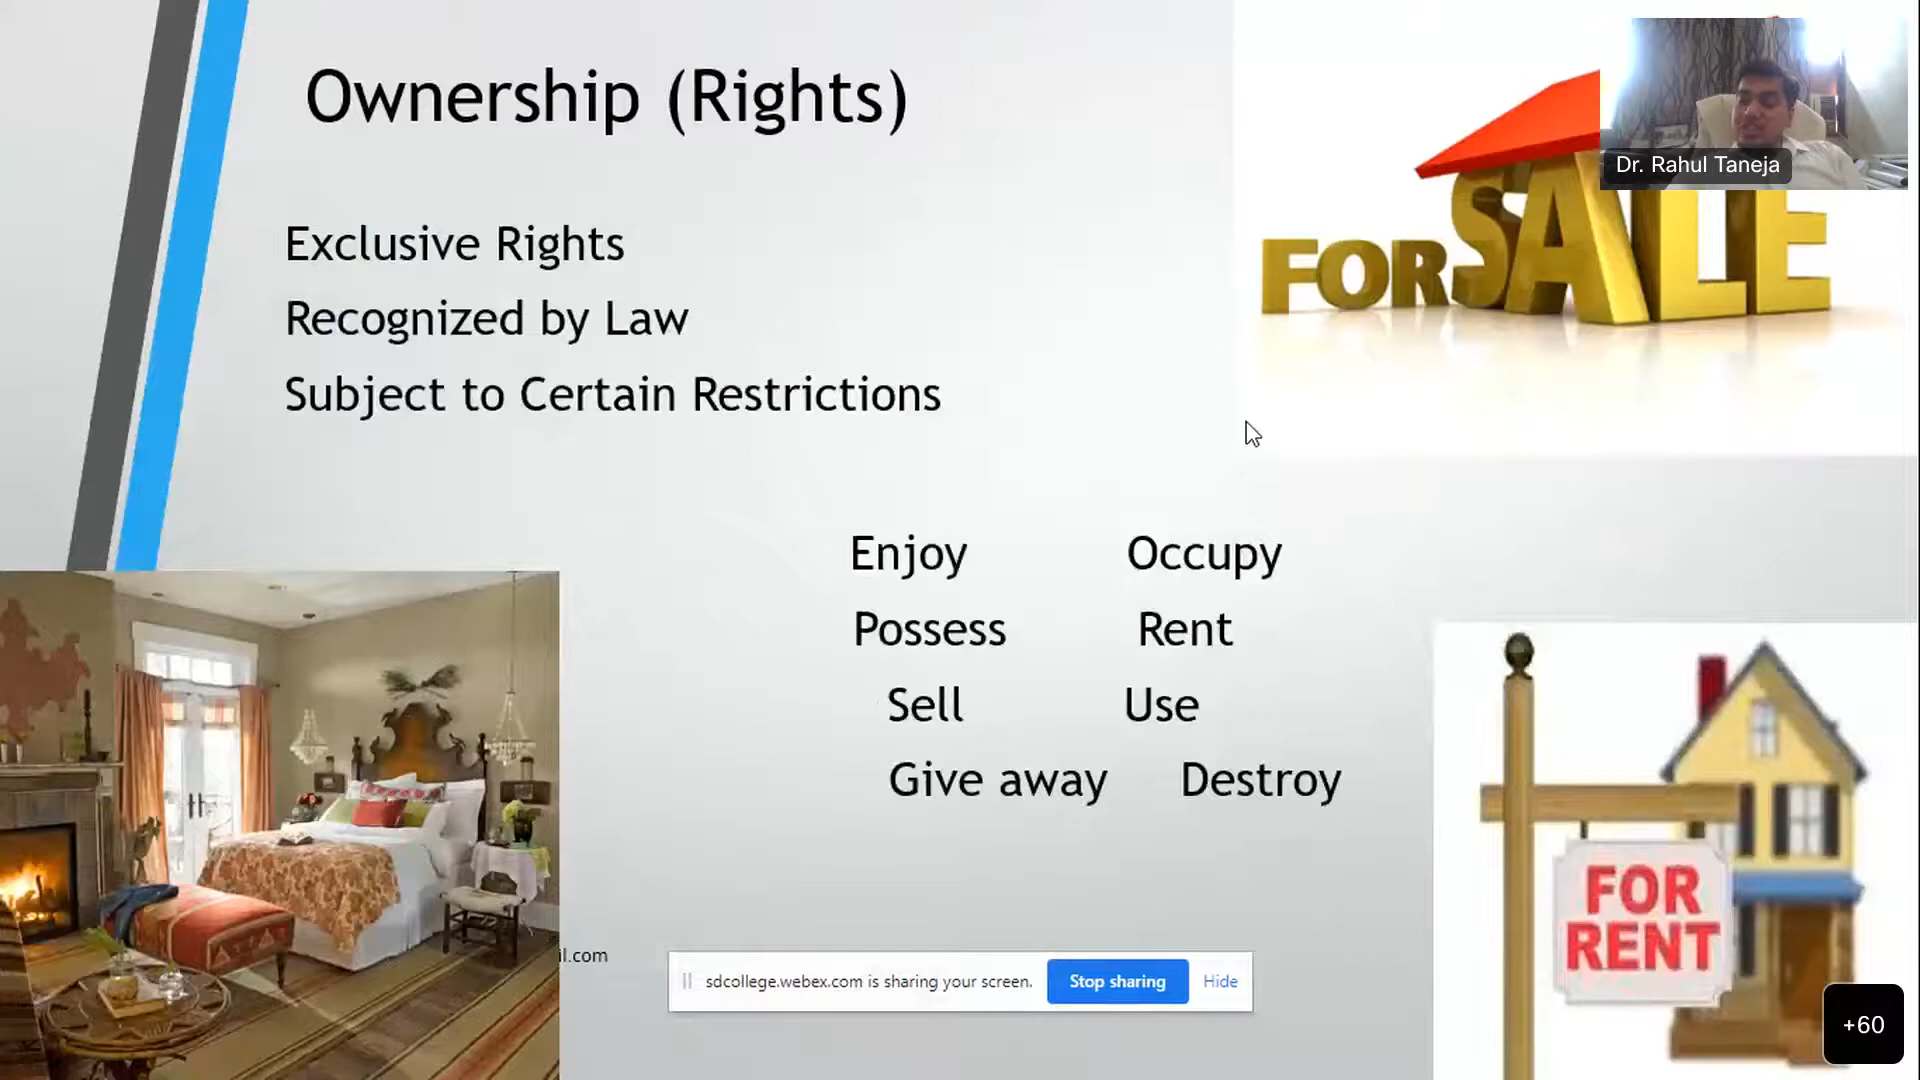 Ownership (Rights)
Dr. Rahul Taneja
Exclusive Rights
Recognized by Law
Subject to Certain Restrictions
FOR SALE
Enjoy Occupy
Possess Rent
Sell Use
Give away Destroy
FOR
RENT
il.com
sdcollege.webex.com is sharing your screen. Stop sharing Hide
+60